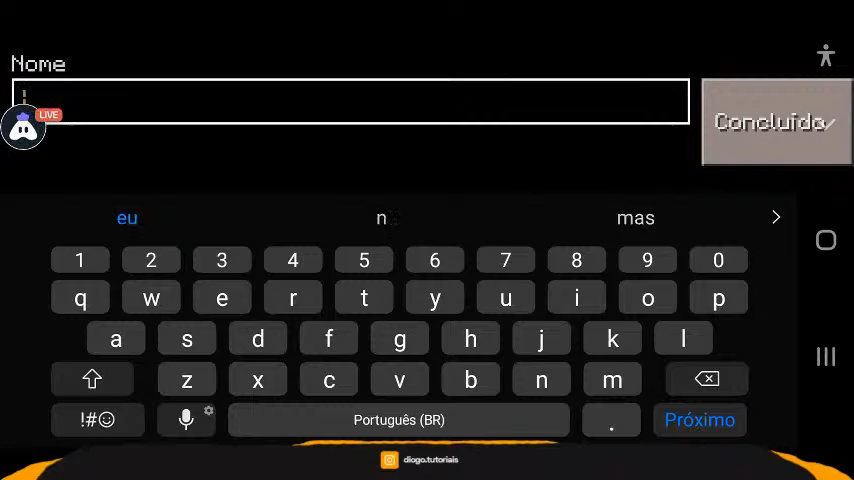 Nome
LIVE
Concluído
eu n mas
1 2 3 4 5 6 7 8 9 0
q w e r t y u i o p
a s d f g h j k l
z x c v b n m
!#☺ Português (BR) . Próximo
diogo.tutoriais